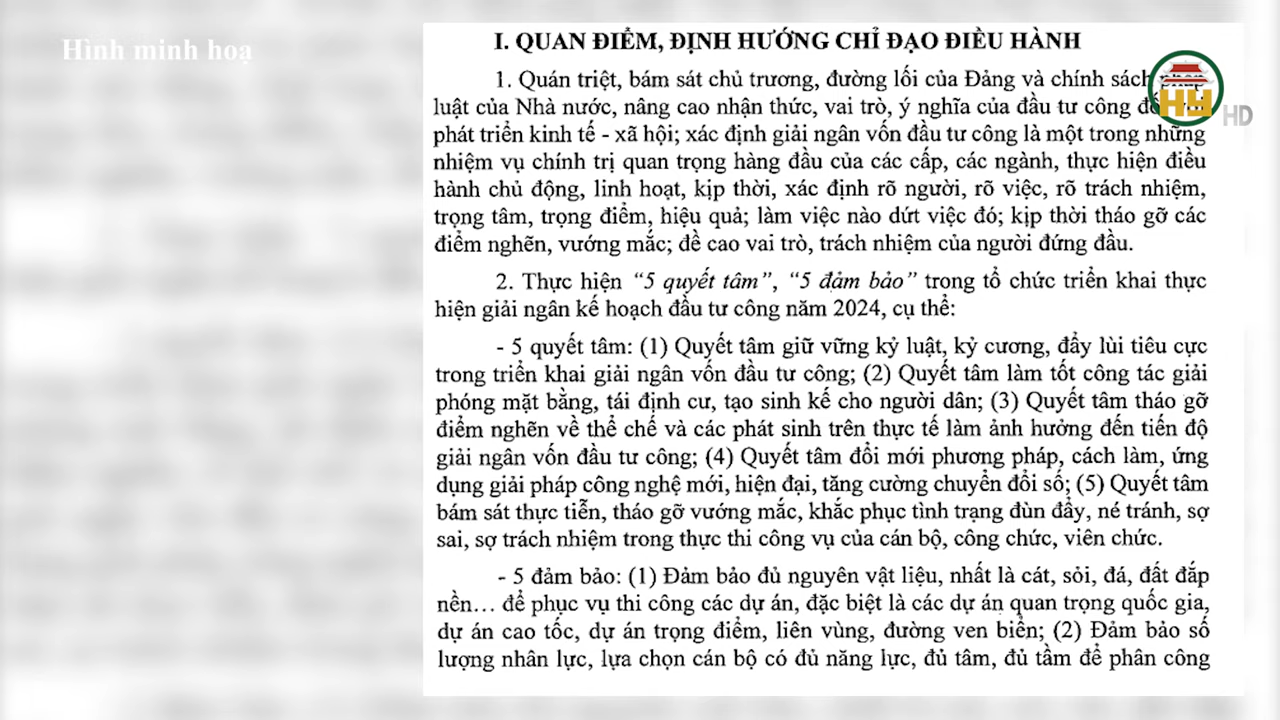 Hình minh hoạ
I. QUAN ĐIỂM, ĐỊNH HƯỚNG CHỈ ĐẠO ĐIỀU HÀNH
1. Quán triệt, bám sát chủ trương, đường lối của Đảng và chính sách pháp
luật của Nhà nước, nâng cao nhận thức, vai trò, ý nghĩa của đầu tư công đối với
phát triển kinh tế - xã hội; xác định giải ngân vốn đầu tư công là một trong những
nhiệm vụ chính trị quan trọng hàng đầu của các cấp, các ngành, thực hiện điều
hành chủ động, linh hoạt, kịp thời, xác định rõ người, rõ việc, rõ trách nhiệm,
trọng tâm, trọng điểm, hiệu quả; làm việc nào dứt việc đó; kịp thời tháo gỡ các
điểm nghẽn, vướng mắc; đề cao vai trò, trách nhiệm của người đứng đầu.
2. Thực hiện “5 quyết tâm”, “5 đảm bảo” trong tổ chức triển khai thực
hiện giải ngân kế hoạch đầu tư công năm 2024, cụ thể:
- 5 quyết tâm: (1) Quyết tâm giữ vững kỷ luật, kỷ cương, đẩy lùi tiêu cực
trong triển khai giải ngân vốn đầu tư công; (2) Quyết tâm làm tốt công tác giải
phóng mặt bằng, tái định cư, tạo sinh kế cho người dân; (3) Quyết tâm tháo gỡ
điểm nghẽn về thể chế và các phát sinh trên thực tế làm ảnh hưởng đến tiến độ
giải ngân vốn đầu tư công; (4) Quyết tâm đổi mới phương pháp, cách làm, ứng
dụng giải pháp công nghệ mới, hiện đại, tăng cường chuyển đổi số; (5) Quyết tâm
bám sát thực tiễn, tháo gỡ vướng mắc, khắc phục tình trạng đùn đẩy, né tránh, sợ
sai, sợ trách nhiệm trong thực thi công vụ của cán bộ, công chức, viên chức.
- 5 đảm bảo: (1) Đảm bảo đủ nguyên vật liệu, nhất là cát, sỏi, đá, đất đắp
nền… để phục vụ thi công các dự án, đặc biệt là các dự án quan trọng quốc gia,
dự án cao tốc, dự án trọng điểm, liên vùng, đường ven biển; (2) Đảm bảo số
lượng nhân lực, lựa chọn cán bộ có đủ năng lực, đủ tâm, đủ tầm để phân công
HY
HD